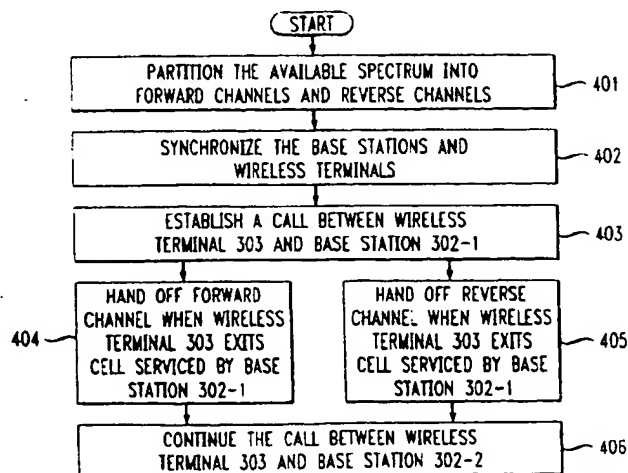 START
PARTITION THE AVAILABLE SPECTRUM INTO
FORWARD CHANNELS AND REVERSE CHANNELS
401
SYNCHRONIZE THE BASE STATIONS AND
WIRELESS TERMINALS
402
ESTABLISH A CALL BETWEEN WIRELESS
TERMINAL 303 AND BASE STATION 302-1
403
404
HAND OFF FORWARD
CHANNEL WHEN WIRELESS
TERMINAL 303 EXITS
CELL SERVICED BY BASE
STATION 302-1
HAND OFF REVERSE
CHANNEL WHEN WIRELESS
TERMINAL 303 EXITS
CELL SERVICED BY BASE
STATION 302-1
405
CONTINUE THE CALL BETWEEN WIRELESS
TERMINAL 303 AND BASE STATION 302-2
406